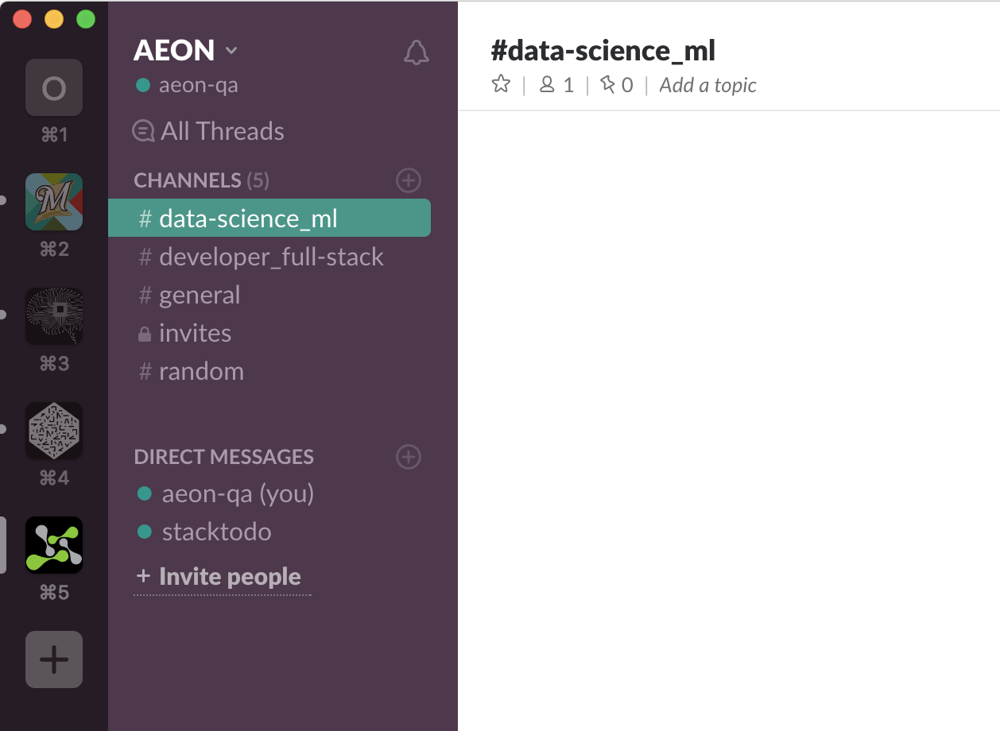 O
⌘1
M
⌘2
⌘3
⌘4
⌘5
AEON
aeon-qa
All Threads
CHANNELS (5)
# data-science_ml
# developer_full-stack
# general
invites
# random
DIRECT MESSAGES
aeon-qa (you)
stacktodo
+ Invite people
#data-science_ml
| 1 | 0 | Add a topic